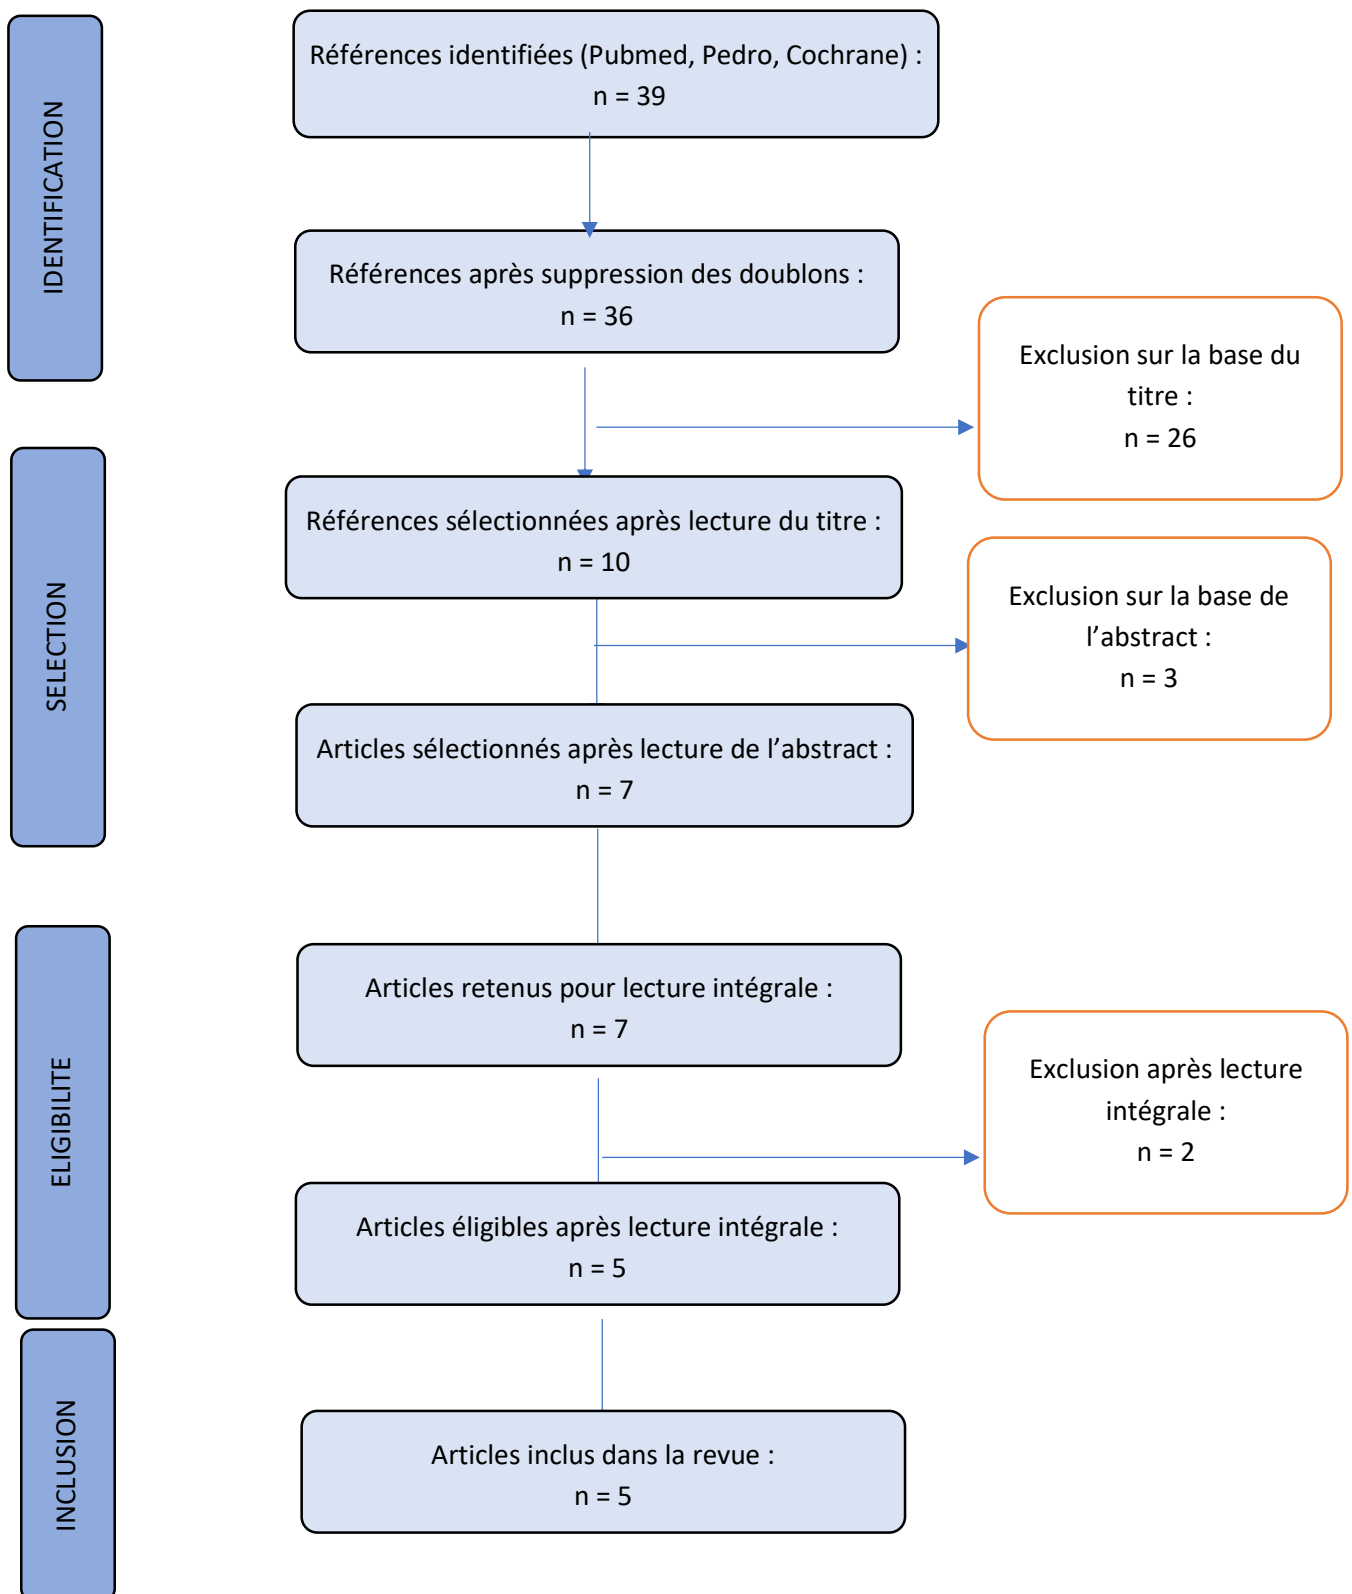 IDENTIFICATION
Références identifiées (Pubmed, Pedro, Cochrane) :
n = 39
Références après suppression des doublons :
n = 36
Exclusion sur la base du
titre :
n = 26
SELECTION
Références sélectionnées après lecture du titre :
n = 10
Exclusion sur la base de
l’abstract :
n = 3
Articles sélectionnés après lecture de l’abstract :
n = 7
ELIGIBILITE
Articles retenus pour lecture intégrale :
n = 7
Exclusion après lecture
intégrale :
n = 2
Articles éligibles après lecture intégrale :
n = 5
INCLUSION
Articles inclus dans la revue :
n = 5